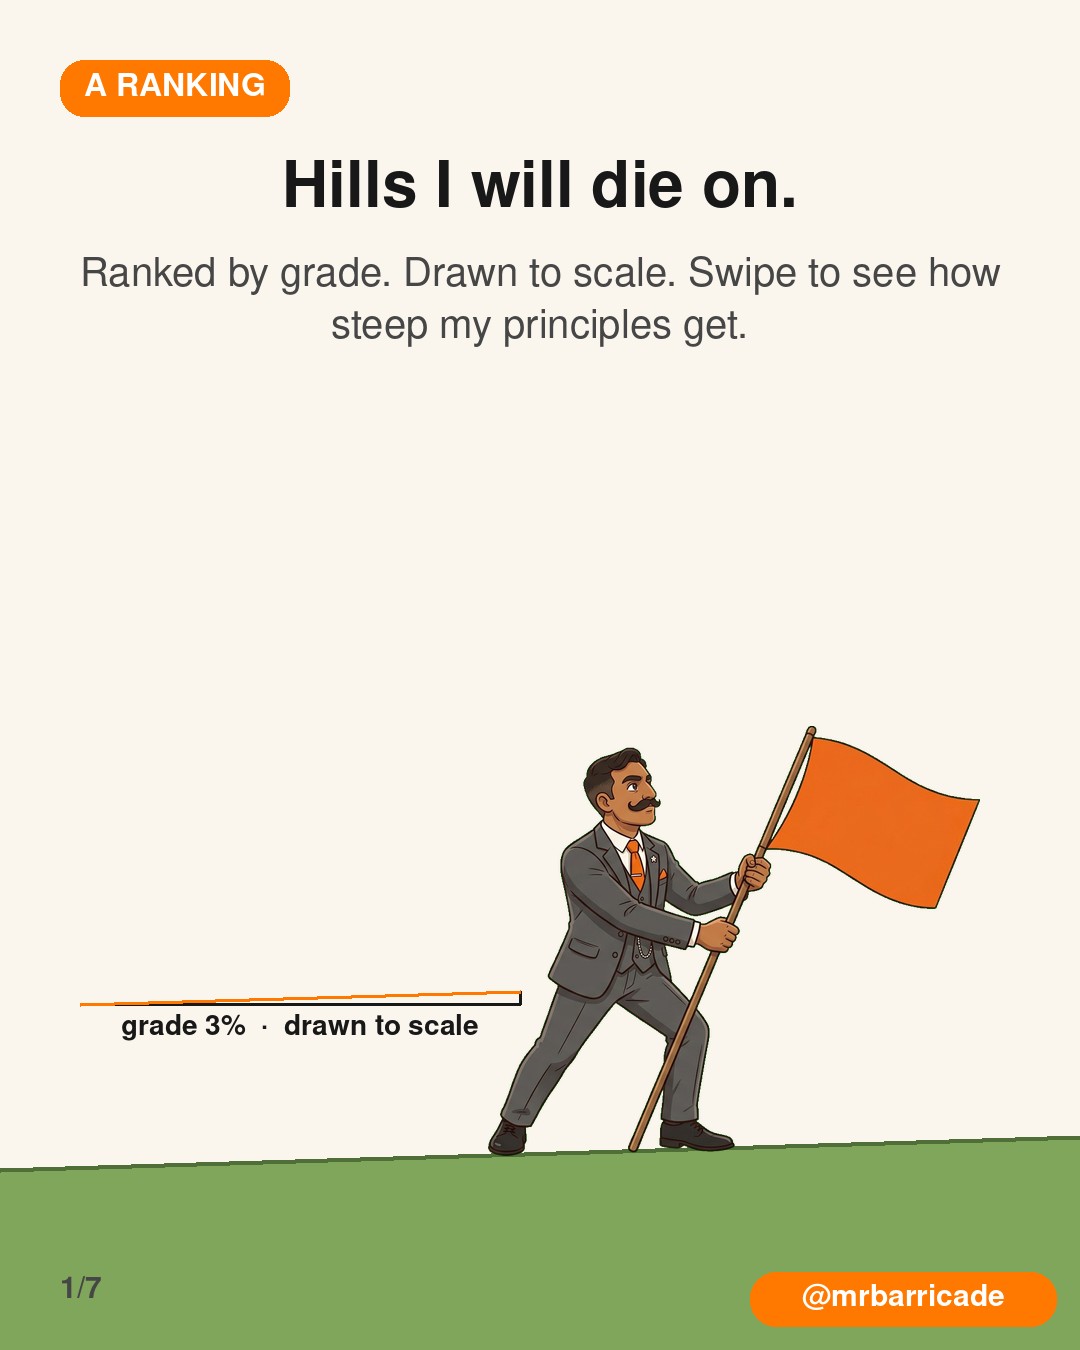 A RANKING
Hills I will die on.
Ranked by grade. Drawn to scale. Swipe to see how
steep my principles get.
grade 3% · drawn to scale
1/7
@mrbarricade